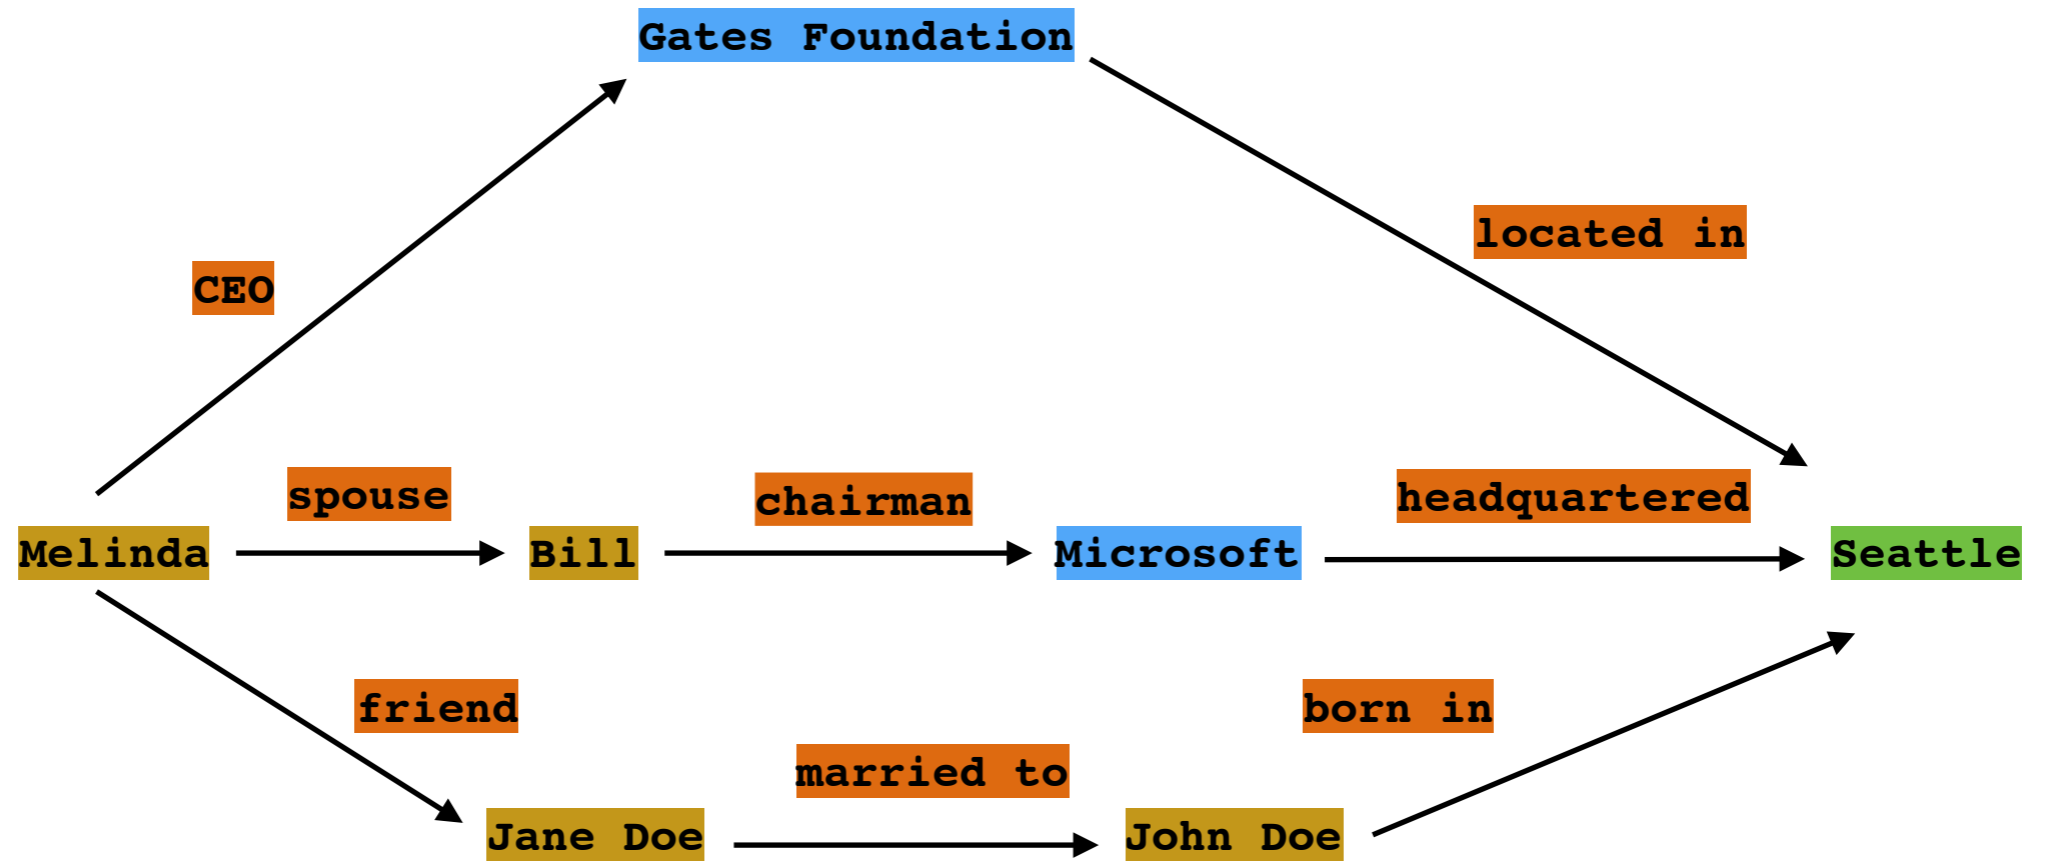 Gates Foundation
located in
CEO
spouse
chairman
headquartered
Melinda
Bill
Microsoft
Seattle
friend
born in
married to
Jane Doe
John Doe